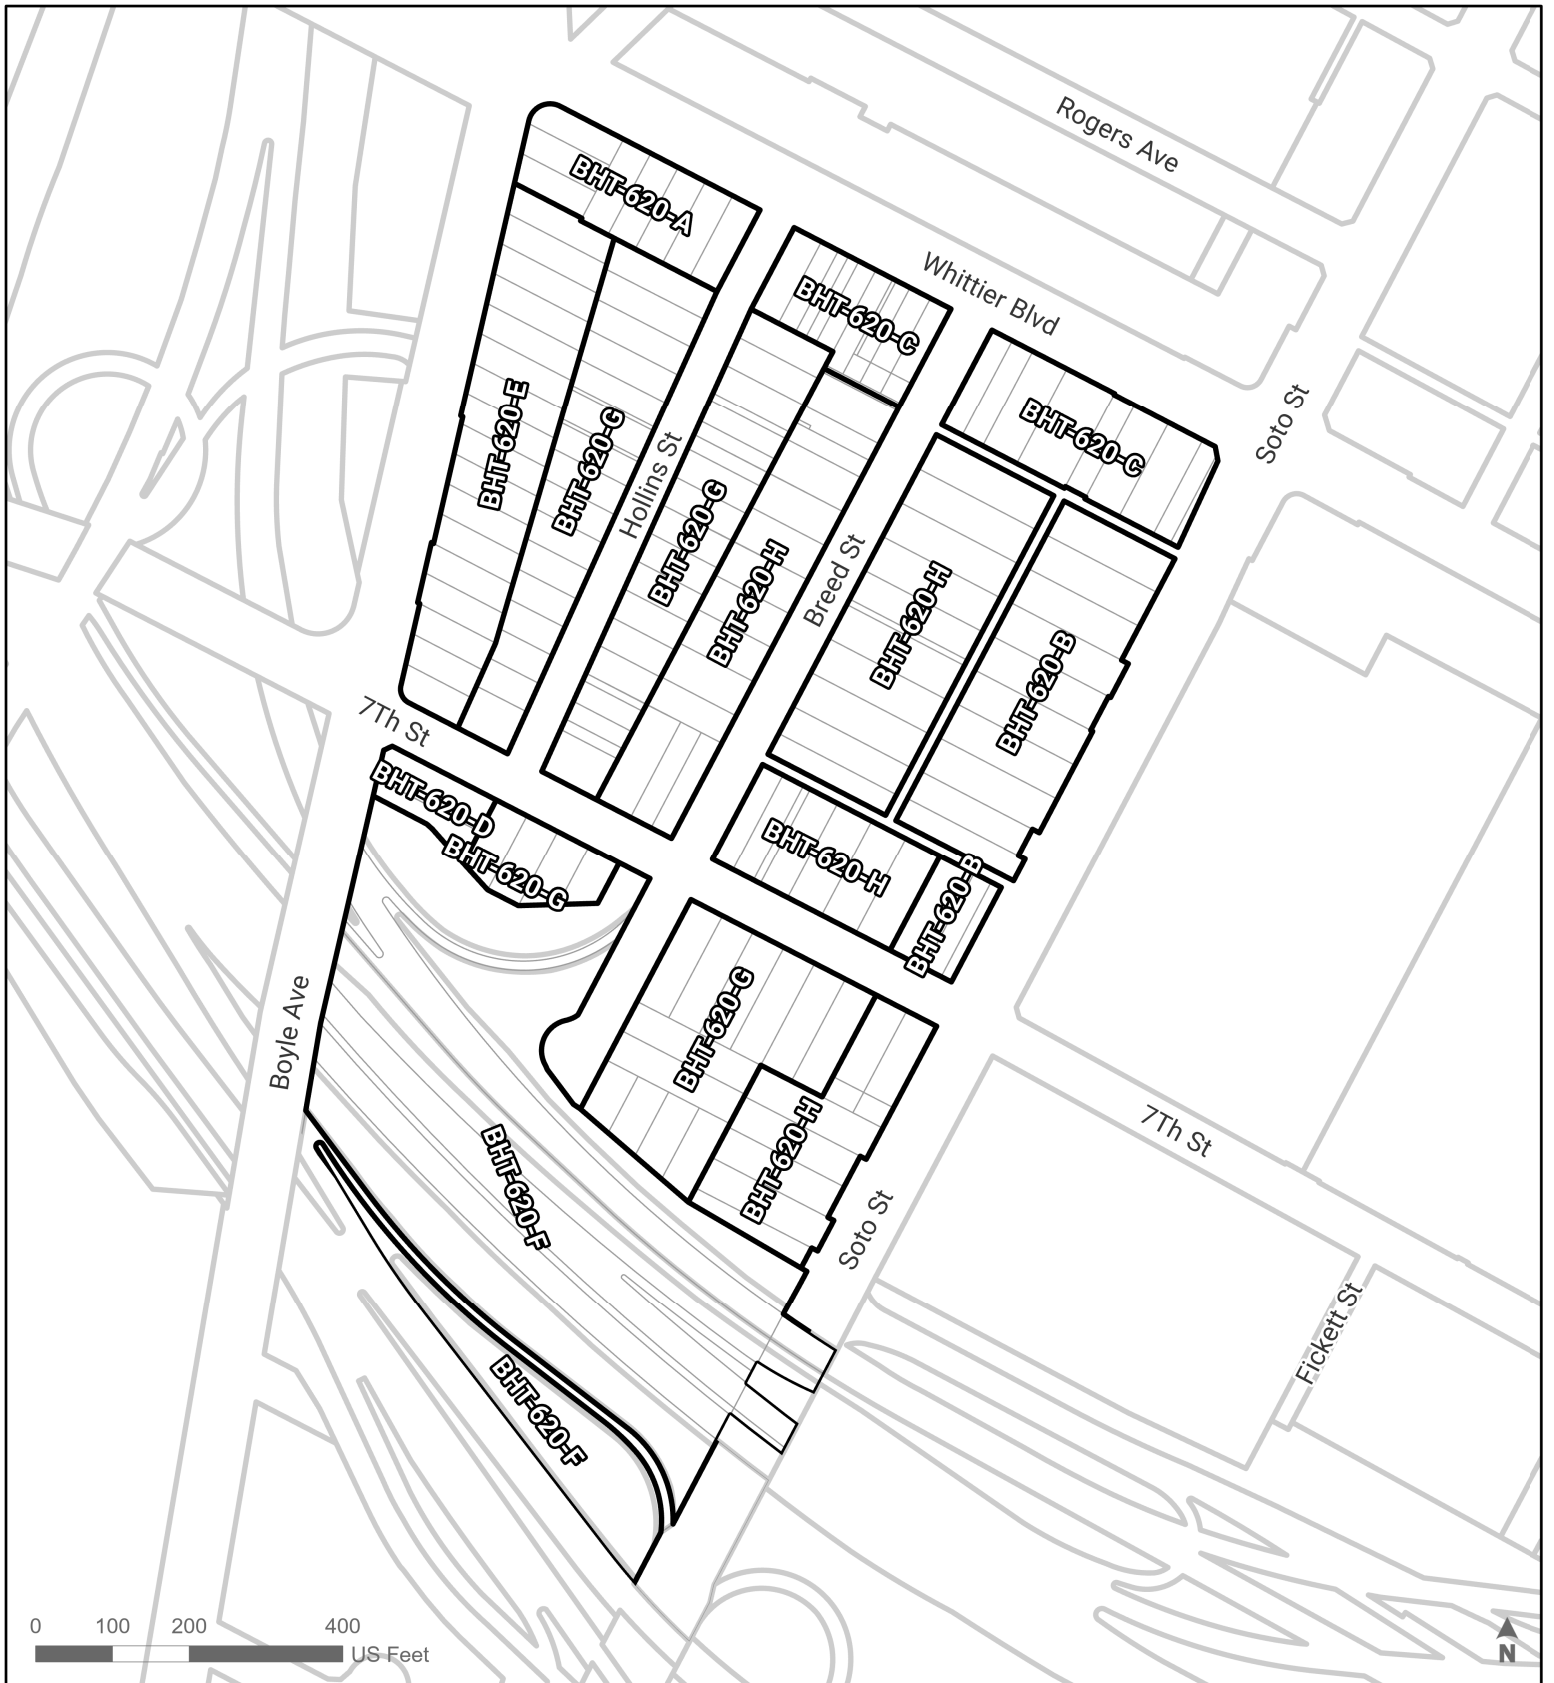 Rogers Ave
BHT-620-A
Whittier Blvd
BHT-620-C
BHT-620-C
Soto St
BHT-620-E
BHT-620-G
Hollins St
BHT-620-G
BHT-620-H
Breed St
BHT-620-H
BHT-620-B
7Th St
BHT-620-D
BHT-620-G
BHT-620-H
BHT-620-B
Boyle Ave
BHT-620-G
BHT-620-H
7Th St
BHT-620-F
Soto St
Fickett St
BHT-620-F
0 100 200 400
US Feet
N